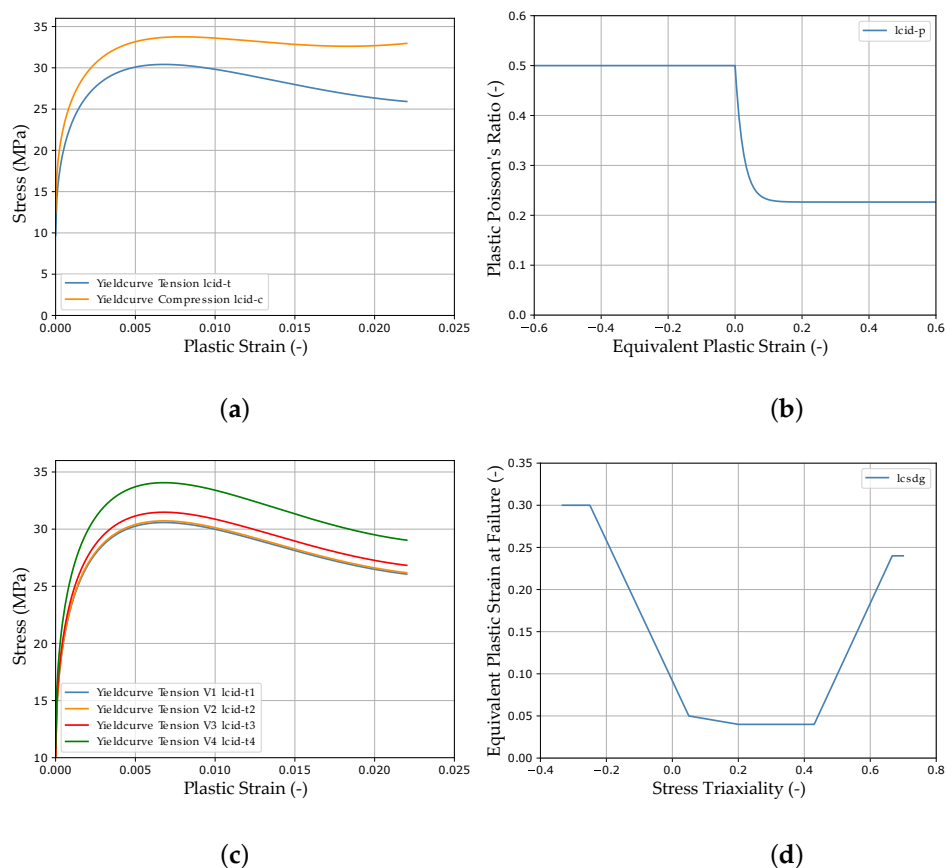 35
30
25
20
15
10
5
0
Stress (MPa)
Yieldcurve Tension lcid-t
Yieldcurve Compression lcid-c
0.000 0.005 0.010 0.015 0.020 0.025
Plastic Strain (-)
(a)
0.6
0.5
0.4
0.3
0.2
0.1
0.0
Plastic Poisson's Ratio (-)
lcid-p
−0.6 −0.4 −0.2 0.0 0.2 0.4 0.6
Equivalent Plastic Strain (-)
(b)
35
30
25
20
15
10
Stress (MPa)
Yieldcurve Tension V1 lcid-t1
Yieldcurve Tension V2 lcid-t2
Yieldcurve Tension V3 lcid-t3
Yieldcurve Tension V4 lcid-t4
0.000 0.005 0.010 0.015 0.020 0.025
Plastic Strain (-)
(c)
0.35
0.30
0.25
0.20
0.15
0.10
0.05
0.00
Equivalent Plastic Strain at Failure (-)
lcsdg
−0.4 −0.2 0.0 0.2 0.4 0.6 0.8
Stress Triaxiality (-)
(d)